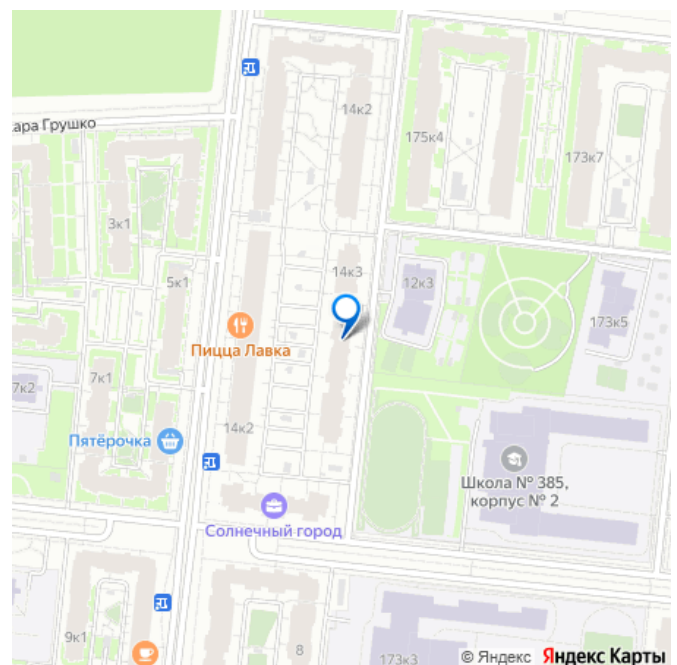 14к2
ара Грушко
175к4
173к7
3к1
14к3
5к1
12к3
173к5
Пицца Лавка
7к1
7к2
14к2
Пятёрочка
Школа № 385,
корпус № 2
Солнечный город
9к1
8
173к3
© Яндекс Яндекс Карты